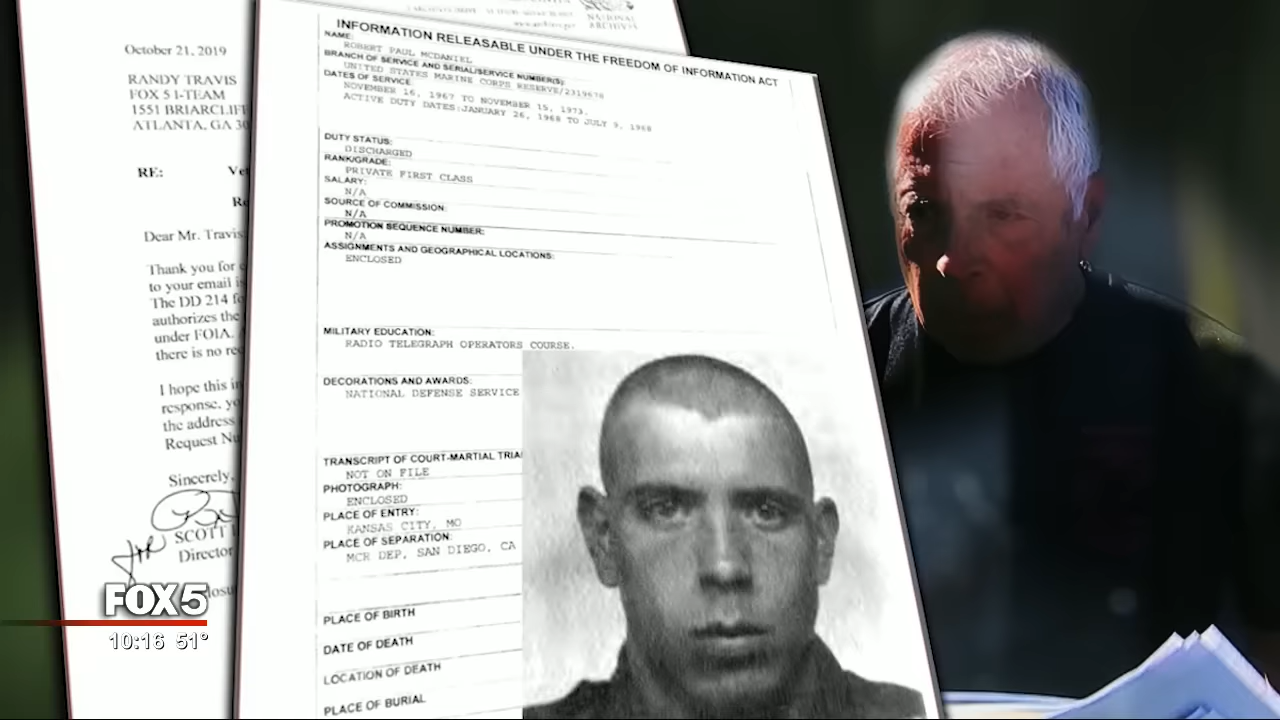 October 21, 2019
RANDY TRAVIS
FOX 5 I-TEAM
1551 BRIARCLIFF
ATLANTA, GA 30
RE:
Dear Mr. Travis
Thank you for
to your email is
The DD 214
authorizes the
under FOIA.
there is no
I hope this
response,
the address
Request
Sincerely,
SCOTT
Director
www.archives.gov
NATIONAL
ARCHIVES
INFORMATION RELEASABLE UNDER THE FREEDOM OF INFORMATION ACT
NAME:
ROBERT PAUL MCDANIEL
BRANCH OF SERVICE AND SERIAL/SERVICE NUMBER(S):
UNITED STATES MARINE CORPS RESERVE/2319678
DATES OF SERVICE:
NOVEMBER 16, 1967 TO NOVEMBER 15, 1973.
ACTIVE DUTY DATES:JANUARY 26, 1968 TO JULY 9, 1968
DUTY STATUS:
DISCHARGED
RANK/GRADE:
PRIVATE FIRST CLASS
SALARY:
N/A
SOURCE OF COMMISSION:
N/A
PROMOTION SEQUENCE NUMBER:
N/A
ASSIGNMENTS AND GEOGRAPHICAL LOCATIONS:
ENCLOSED
MILITARY EDUCATION:
RADIO TELEGRAPH OPERATORS COURSE.
DECORATIONS AND AWARDS:
NATIONAL DEFENSE SERVICE
TRANSCRIPT OF COURT-MARTIAL TRIA
NOT ON FILE
PHOTOGRAPH:
ENCLOSED
PLACE OF ENTRY:
KANSAS CITY, MO
PLACE OF SEPARATION:
MCR DEP, SAN DIEGO, CA
PLACE OF BIRTH
DATE OF DEATH
LOCATION OF DEATH
PLACE OF BURIAL
FOX 5
10:16 51°